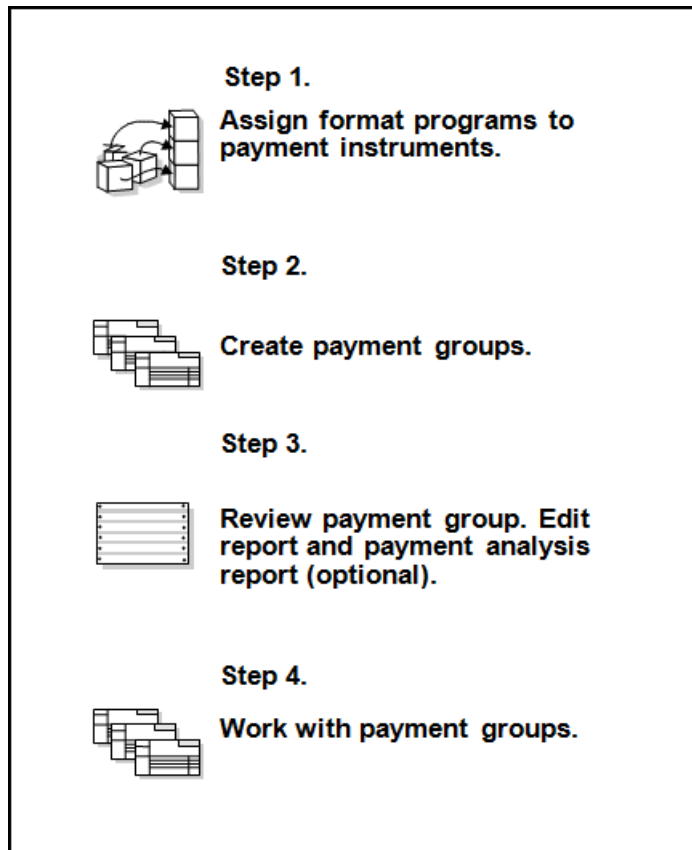 Step 1.
Assign format programs to
payment instruments.
Step 2.
Create payment groups.
Step 3.
Review payment group. Edit
report and payment analysis
report (optional).
Step 4.
Work with payment groups.